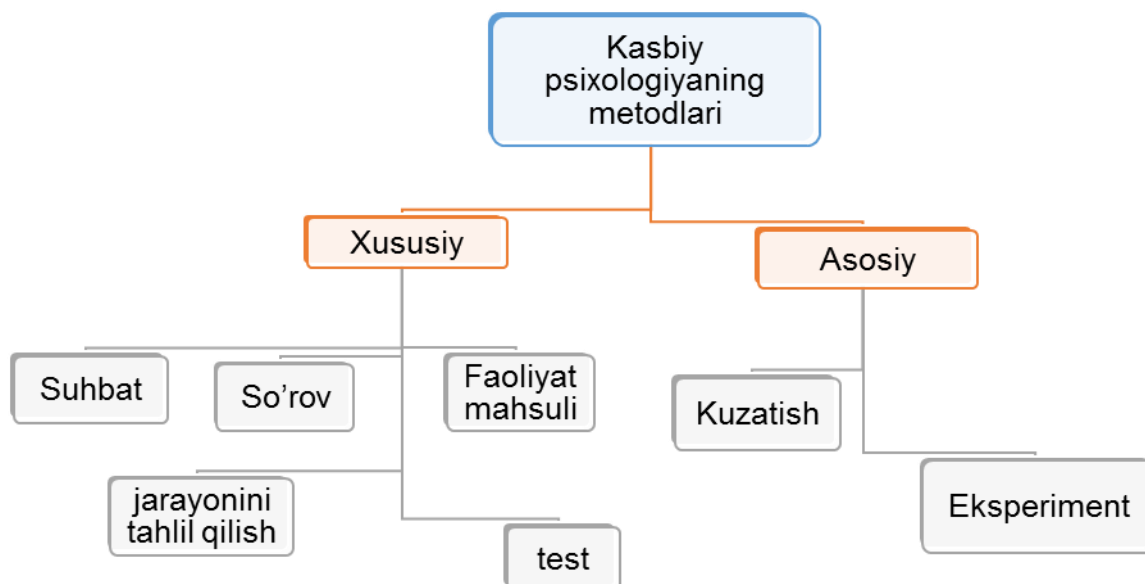 Kasbiy
psixologiyaning
metodlari
Xususiy
Asosiy
Suhbat
So’rov
Faoliyat
mahsuli
Kuzatish
jarayonini
tahlil qilish
test
Eksperiment